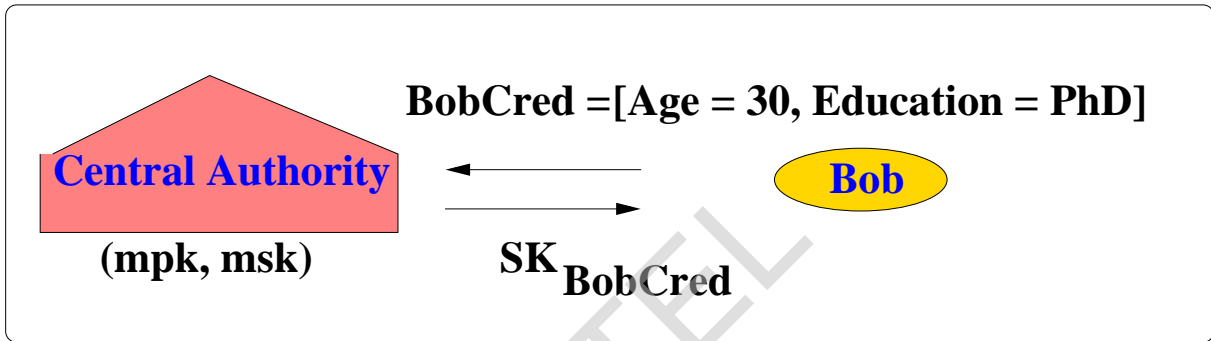 BobCred =[Age = 30, Education = PhD]
Central Authority
Bob
(mpk, msk)
SK BobCred